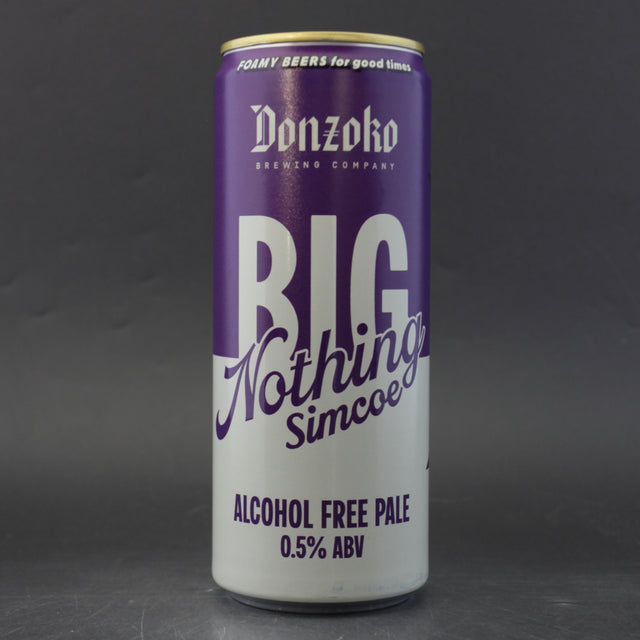 FOAMY BEERS for good times
Donzoko
BREWING COMPANY
BIG
Nothing
Simcoe
ALCOHOL FREE PALE
0.5% ABV